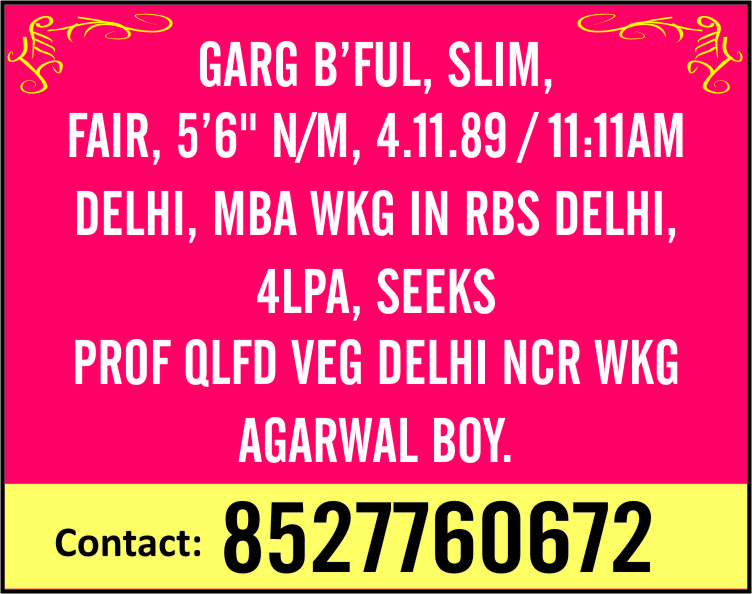 GARG B’FUL, SLIM,
FAIR, 5’6" N/M, 4.11.89 / 11:11AM
DELHI, MBA WKG IN RBS DELHI,
4LPA, SEEKS
PROF QLFD VEG DELHI NCR WKG
AGARWAL BOY.
Contact: 8527760672